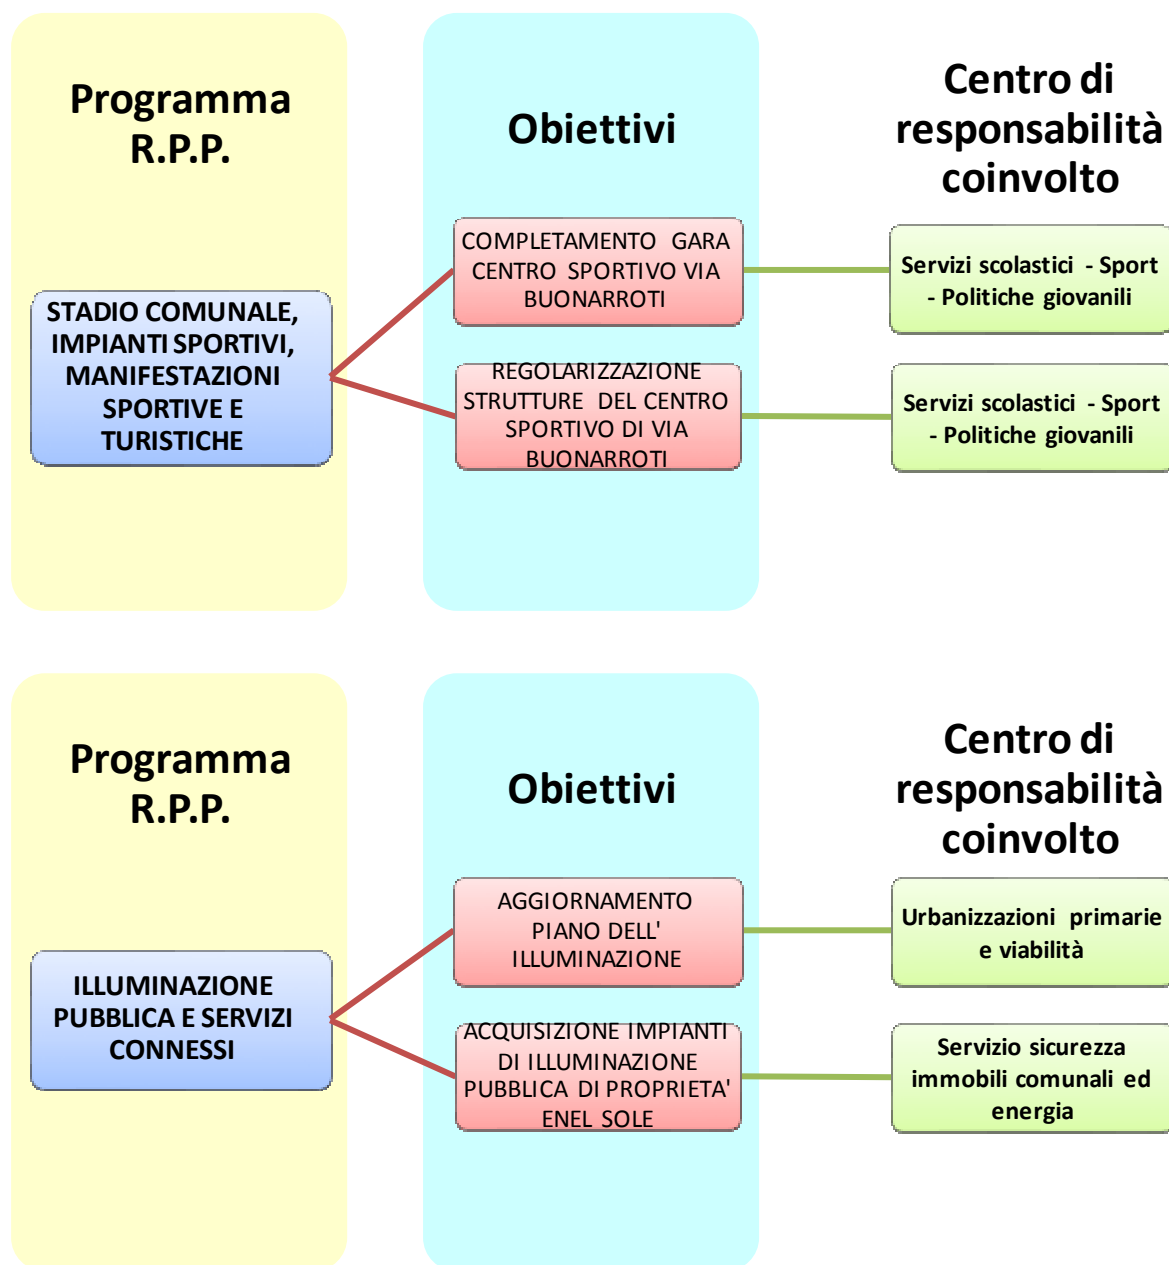 Programma
R.P.P.
Obiettivi
Centro di
responsabilità
coinvolto
STADIO COMUNALE,
IMPIANTI SPORTIVI,
MANIFESTAZIONI
SPORTIVE E
TURISTICHE
COMPLETAMENTO GARA
CENTRO SPORTIVO VIA
BUONARROTI
Servizi scolastici - Sport
- Politiche giovanili
REGOLARIZZAZIONE
STRUTTURE DEL CENTRO
SPORTIVO DI VIA
BUONARROTI
Servizi scolastici - Sport
- Politiche giovanili
Programma
R.P.P.
Obiettivi
Centro di
responsabilità
coinvolto
ILLUMINAZIONE
PUBBLICA E SERVIZI
CONNESSI
AGGIORNAMENTO
PIANO DELL'
ILLUMINAZIONE
Urbanizzazioni primarie
e viabilità
ACQUISIZIONE IMPIANTI
DI ILLUMINAZIONE
PUBBLICA DI PROPRIETA'
ENEL SOLE
Servizio sicurezza
immobili comunali ed
energia